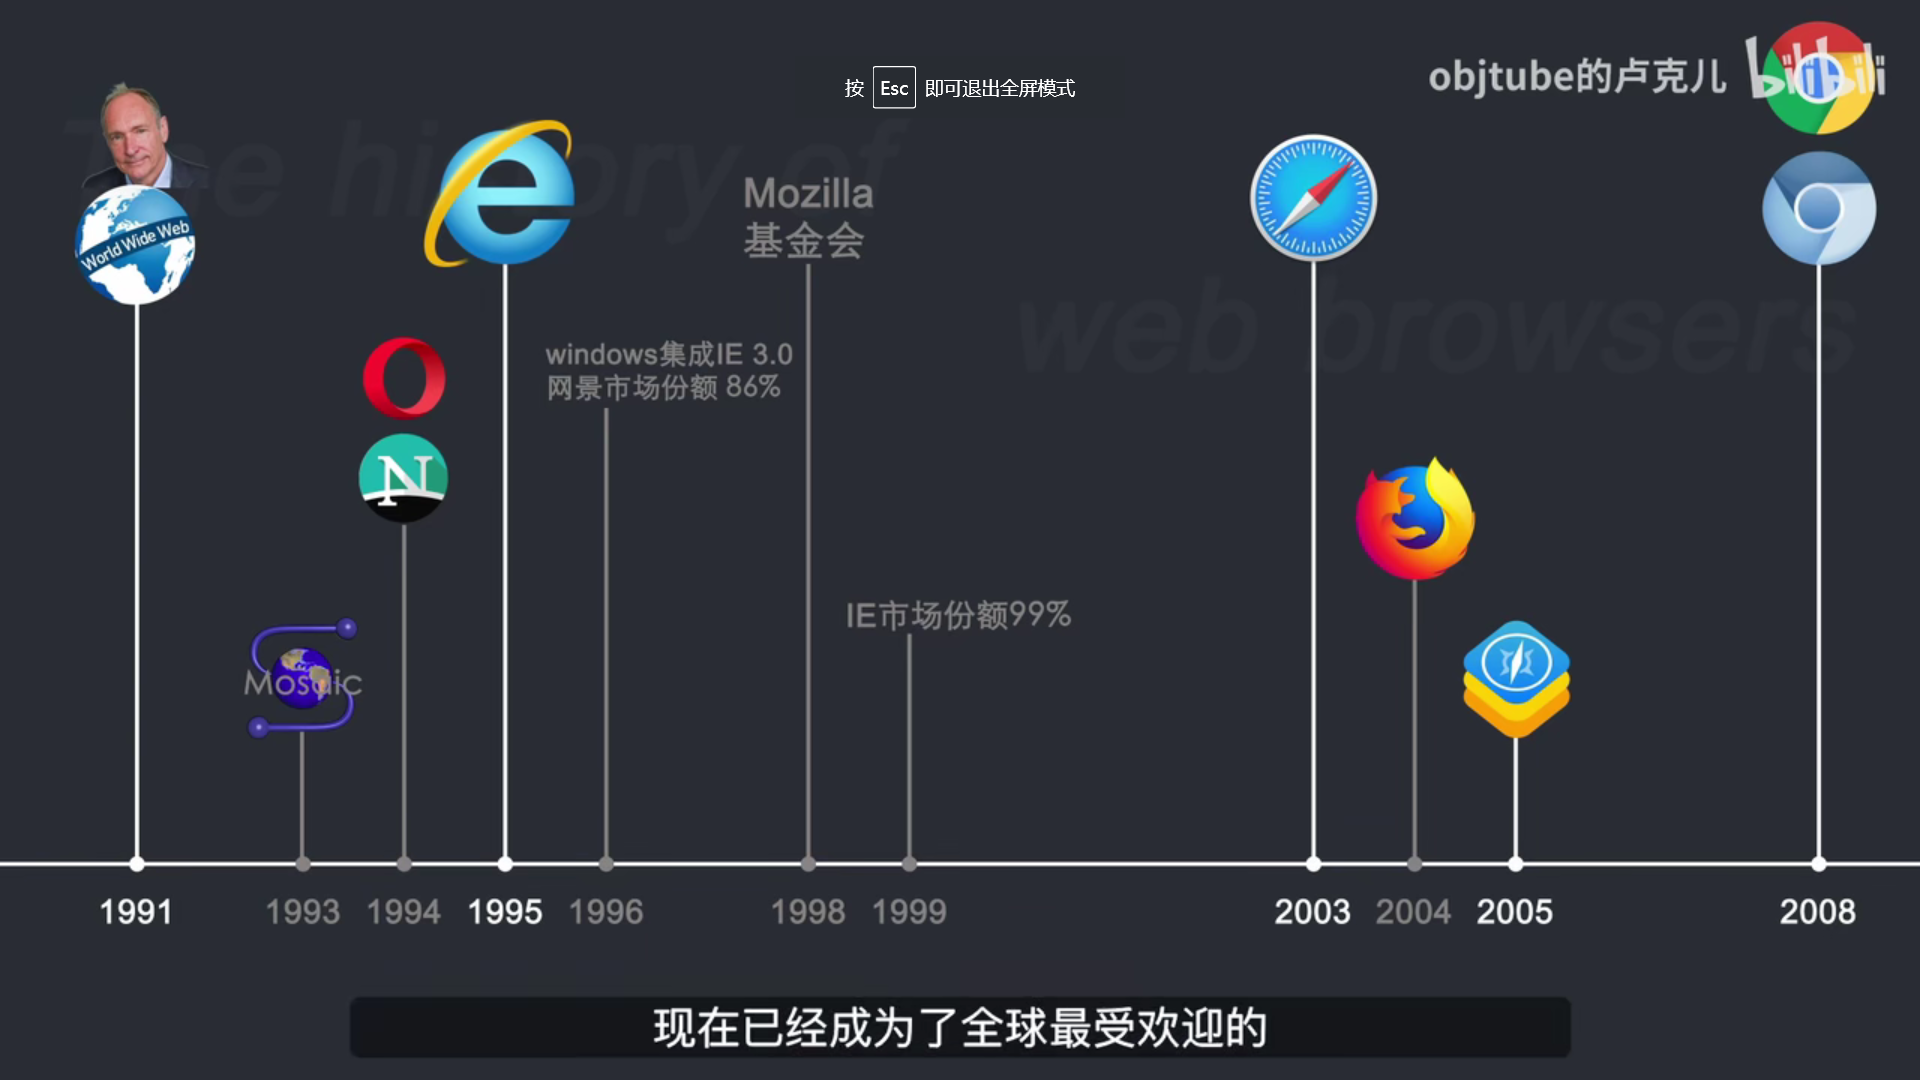 The history of
web browsers
按 Esc 即可退出全屏模式
objtube的卢克儿 bilibili
World Wide Web
Mozilla
基金会
windows集成IE 3.0
网景市场份额 86%
N
IE市场份额99%
Mosaic
1991 1993 1994 1995 1996 1998 1999 2003 2004 2005 2008
现在已经成为了全球最受欢迎的